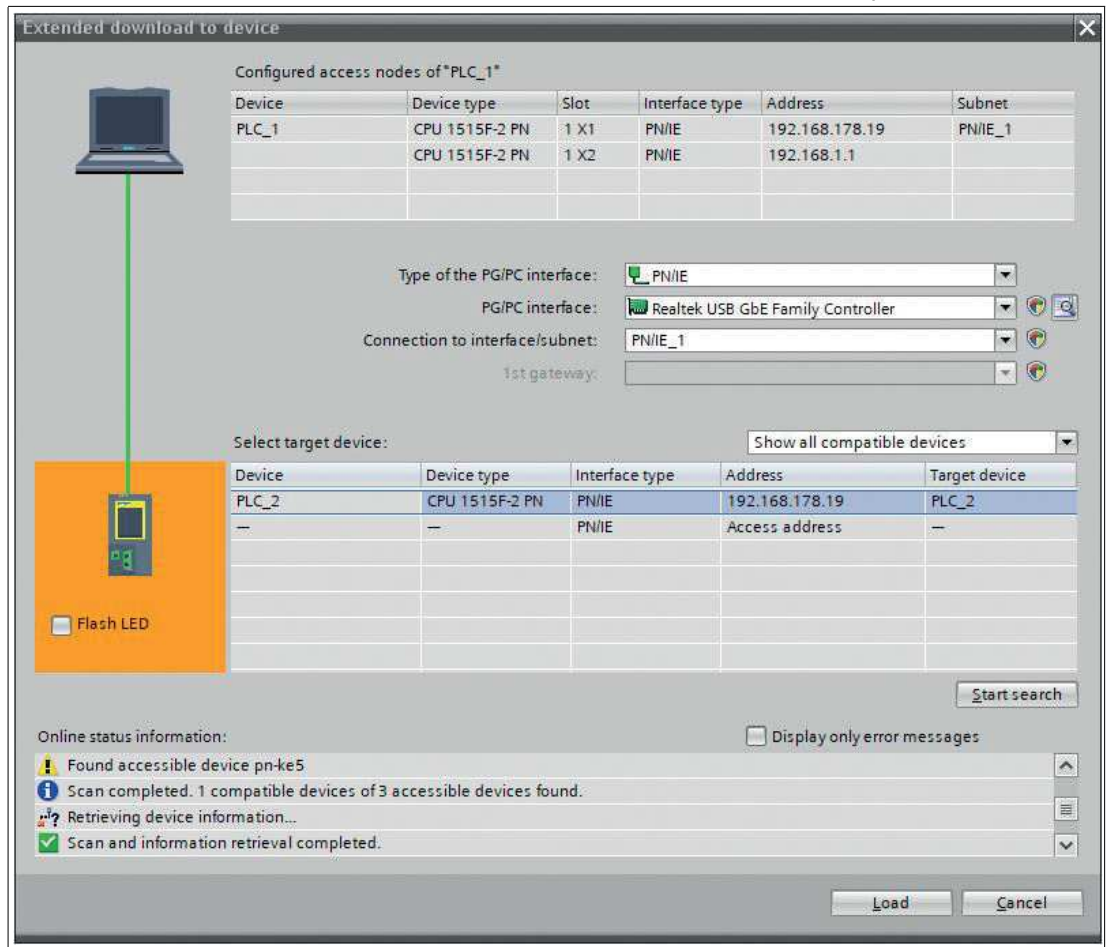 Extended download to device
Configured access nodes of "PLC_1"
Device Device type Slot Interface type Address Subnet
PLC_1 CPU 1515F-2 PN 1 X1 PN/IE 192.168.178.19 PN/IE_1
CPU 1515F-2 PN 1 X2 PN/IE 192.168.1.1
Type of the PG/PC interface: PN/IE
PG/PC interface: Realtek USB GbE Family Controller
Connection to interface/subnet: PN/IE_1
1st gateway:
Select target device: Show all compatible devices
Device Device type Interface type Address Target device
PLC_2 CPU 1515F-2 PN PN/IE 192.168.178.19 PLC_2
— — PN/IE Access address —
Flash LED
Start search
Online status information: Display only error messages
Found accessible device pn-ke5
Scan completed. 1 compatible devices of 3 accessible devices found.
Retrieving device information...
Scan and information retrieval completed.
Load Cancel